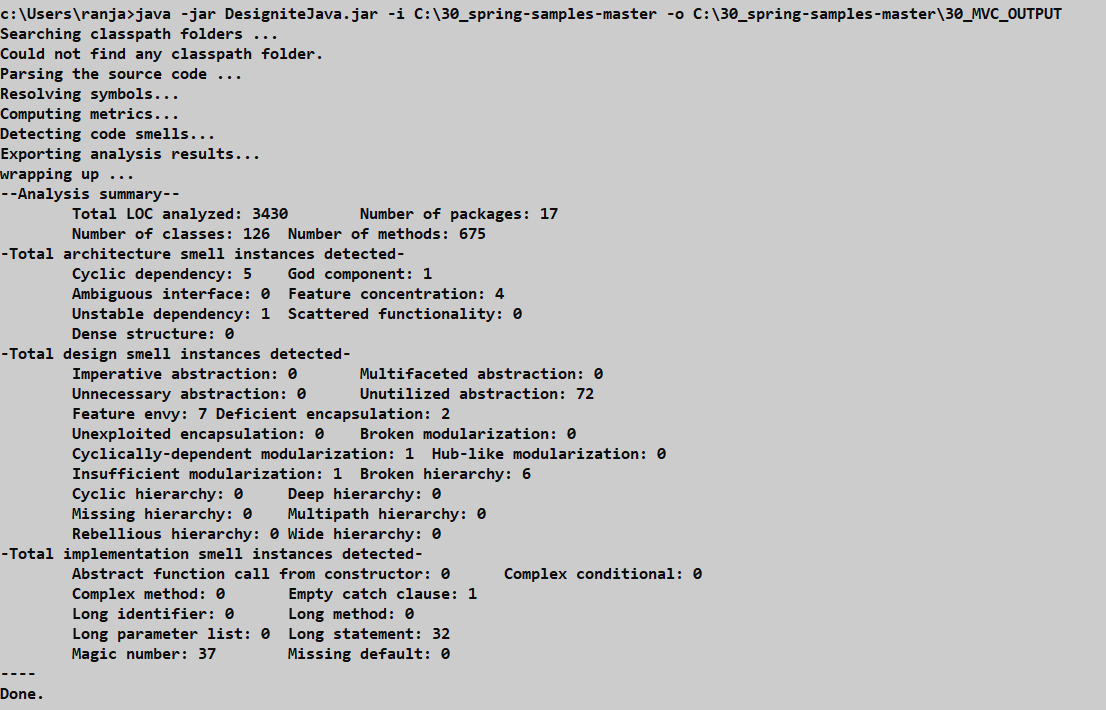 c:\Users\ranja>java -jar DesigniteJava.jar -i C:\30_spring-samples-master -o C:\30_spring-samples-master\30_MVC_OUTPUT
Searching classpath folders ...
Could not find any classpath folder.
Parsing the source code ...
Resolving symbols...
Computing metrics...
Detecting code smells...
Exporting analysis results...
wrapping up ...
--Analysis summary--
        Total LOC analyzed: 3430        Number of packages: 17
        Number of classes: 126  Number of methods: 675
-Total architecture smell instances detected-
        Cyclic dependency: 5    God component: 1
        Ambiguous interface: 0  Feature concentration: 4
        Unstable dependency: 1  Scattered functionality: 0
        Dense structure: 0
-Total design smell instances detected-
        Imperative abstraction: 0       Multifaceted abstraction: 0
        Unnecessary abstraction: 0      Unutilized abstraction: 72
        Feature envy: 7 Deficient encapsulation: 2
        Unexploited encapsulation: 0    Broken modularization: 0
        Cyclically-dependent modularization: 1  Hub-like modularization: 0
        Insufficient modularization: 1  Broken hierarchy: 6
        Cyclic hierarchy: 0     Deep hierarchy: 0
        Missing hierarchy: 0    Multipath hierarchy: 0
        Rebellious hierarchy: 0 Wide hierarchy: 0
-Total implementation smell instances detected-
        Abstract function call from constructor: 0      Complex conditional: 0
        Complex method: 0       Empty catch clause: 1
        Long identifier: 0      Long method: 0
        Long parameter list: 0  Long statement: 32
        Magic number: 37        Missing default: 0
----
Done.